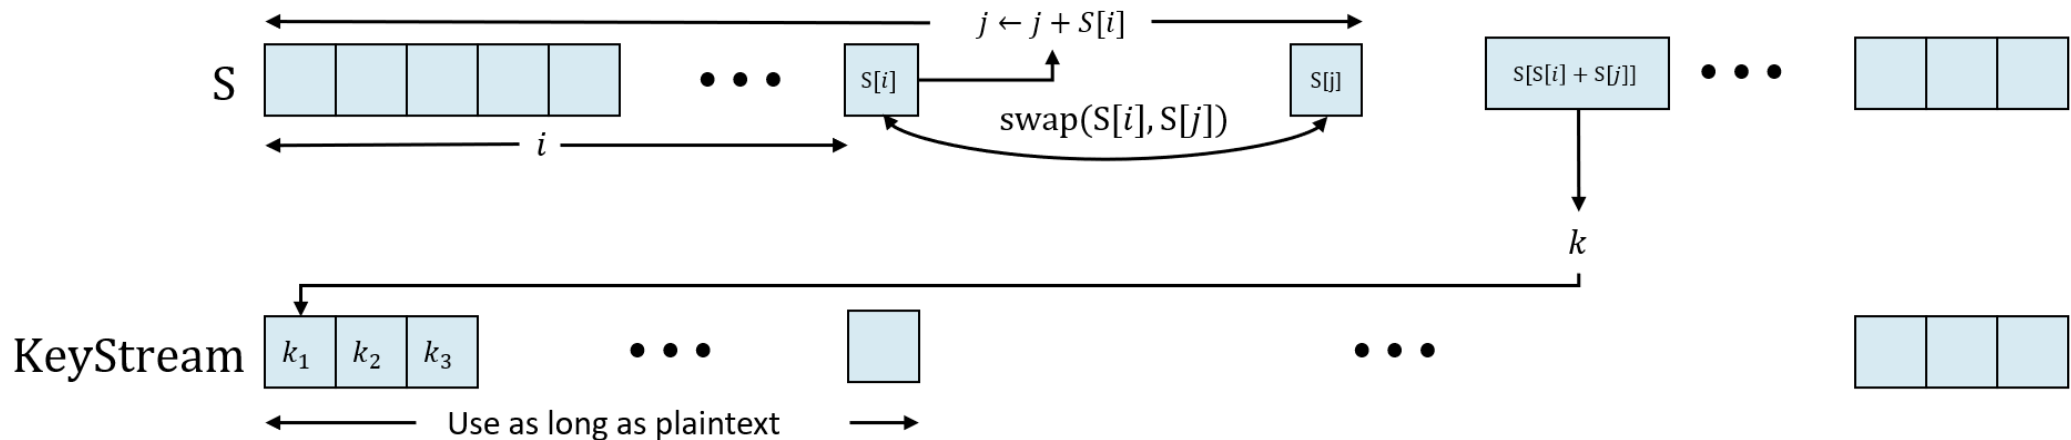 j ← j + S[i]
S
S[i]
S[j]
S[S[i] + S[j]]
swap(S[i], S[j])
i
k
KeyStream
k₁ k₂ k₃
Use as long as plaintext